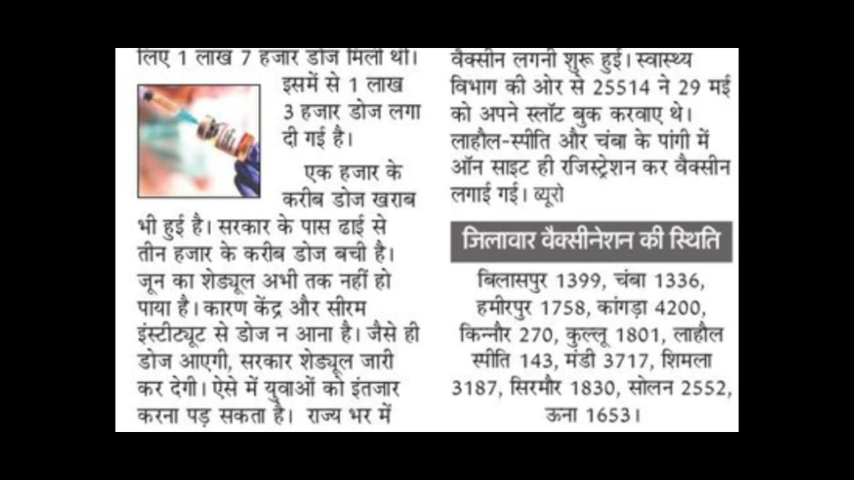 लिए 1 लाख 7 हजार डोज मिली थी।
इसमें से 1 लाख
3 हजार डोज लगा
दी गई है।
एक हजार के
करीब डोज खराब
भी हुई है। सरकार के पास ढाई से
तीन हजार के करीब डोज बची है।
जून का शेड्यूल अभी तक नहीं हो
पाया है। कारण केंद्र और सीरम
इंस्टीट्यूट से डोज न आना है। जैसे ही
डोज आएगी, सरकार शेड्यूल जारी
कर देगी। ऐसे में युवाओं को इंतजार
करना पड़ सकता है। राज्य भर में
वैक्सीन लगनी शुरू हुई। स्वास्थ्य
विभाग की ओर से 25514 ने 29 मई
को अपने स्लॉट बुक करवाए थे।
लाहौल-स्पीति और चंबा के पांगी में
ऑन साइट ही रजिस्ट्रेशन कर वैक्सीन
लगाई गई। ब्यूरो
जिलावार वैक्सीनेशन की स्थिति
बिलासपुर 1399, चंबा 1336,
हमीरपुर 1758, कांगड़ा 4200,
किन्नौर 270, कुल्लू 1801, लाहौल
स्पीति 143, मंडी 3717, शिमला
3187, सिरमौर 1830, सोलन 2552,
ऊना 1653।